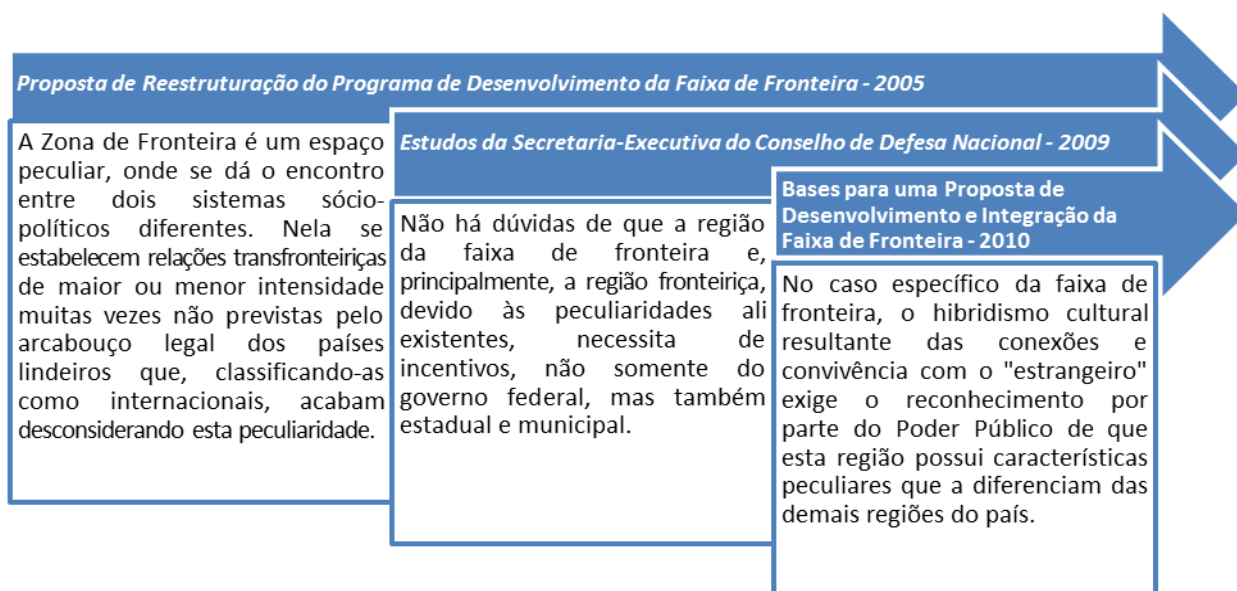 Proposta de Reestruturação do Programa de Desenvolvimento da Faixa de Fronteira - 2005
A Zona de Fronteira é um espaço
peculiar, onde se dá o encontro
entre dois sistemas sócio-
políticos diferentes. Nela se
estabelecem relações transfronteiriças
de maior ou menor intensidade
muitas vezes não previstas pelo
arcabouço legal dos países
lindeiros que, classificando-as
como internacionais, acabam
desconsiderando esta peculiaridade.
Estudos da Secretaria-Executiva do Conselho de Defesa Nacional - 2009
Não há dúvidas de que a região
da faixa de fronteira e,
principalmente, a região fronteiriça,
devido às peculiaridades ali
existentes, necessita de
incentivos, não somente do
governo federal, mas também
estadual e municipal.
Bases para uma Proposta de
Desenvolvimento e Integração da
Faixa de Fronteira - 2010
No caso específico da faixa de
fronteira, o hibridismo cultural
resultante das conexões e
convivência com o "estrangeiro"
exige o reconhecimento por
parte do Poder Público de que
esta região possui características
peculiares que a diferenciam das
demais regiões do país.